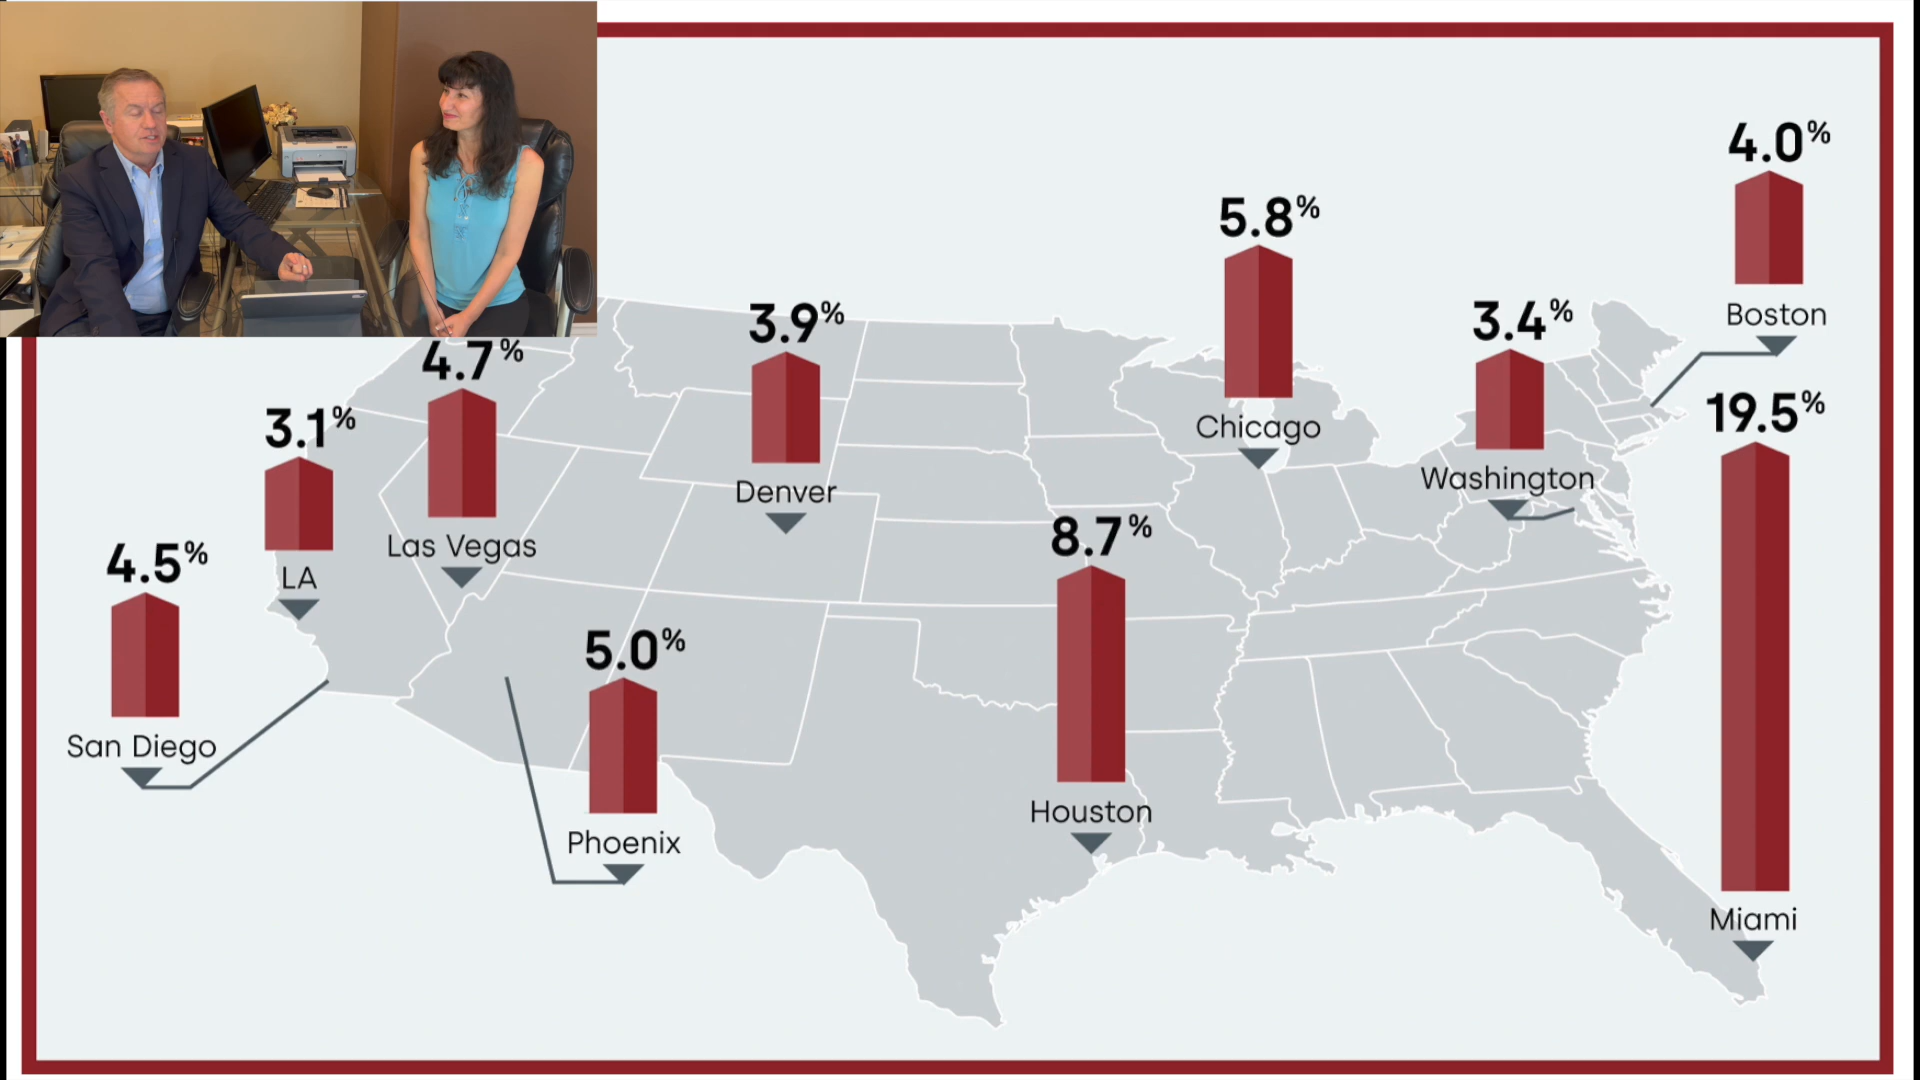 4.0%
Boston
5.8%
Chicago
3.9%
Denver
3.4%
Washington
4.7%
Las Vegas
3.1%
LA
19.5%
Miami
8.7%
Houston
4.5%
San Diego
5.0%
Phoenix